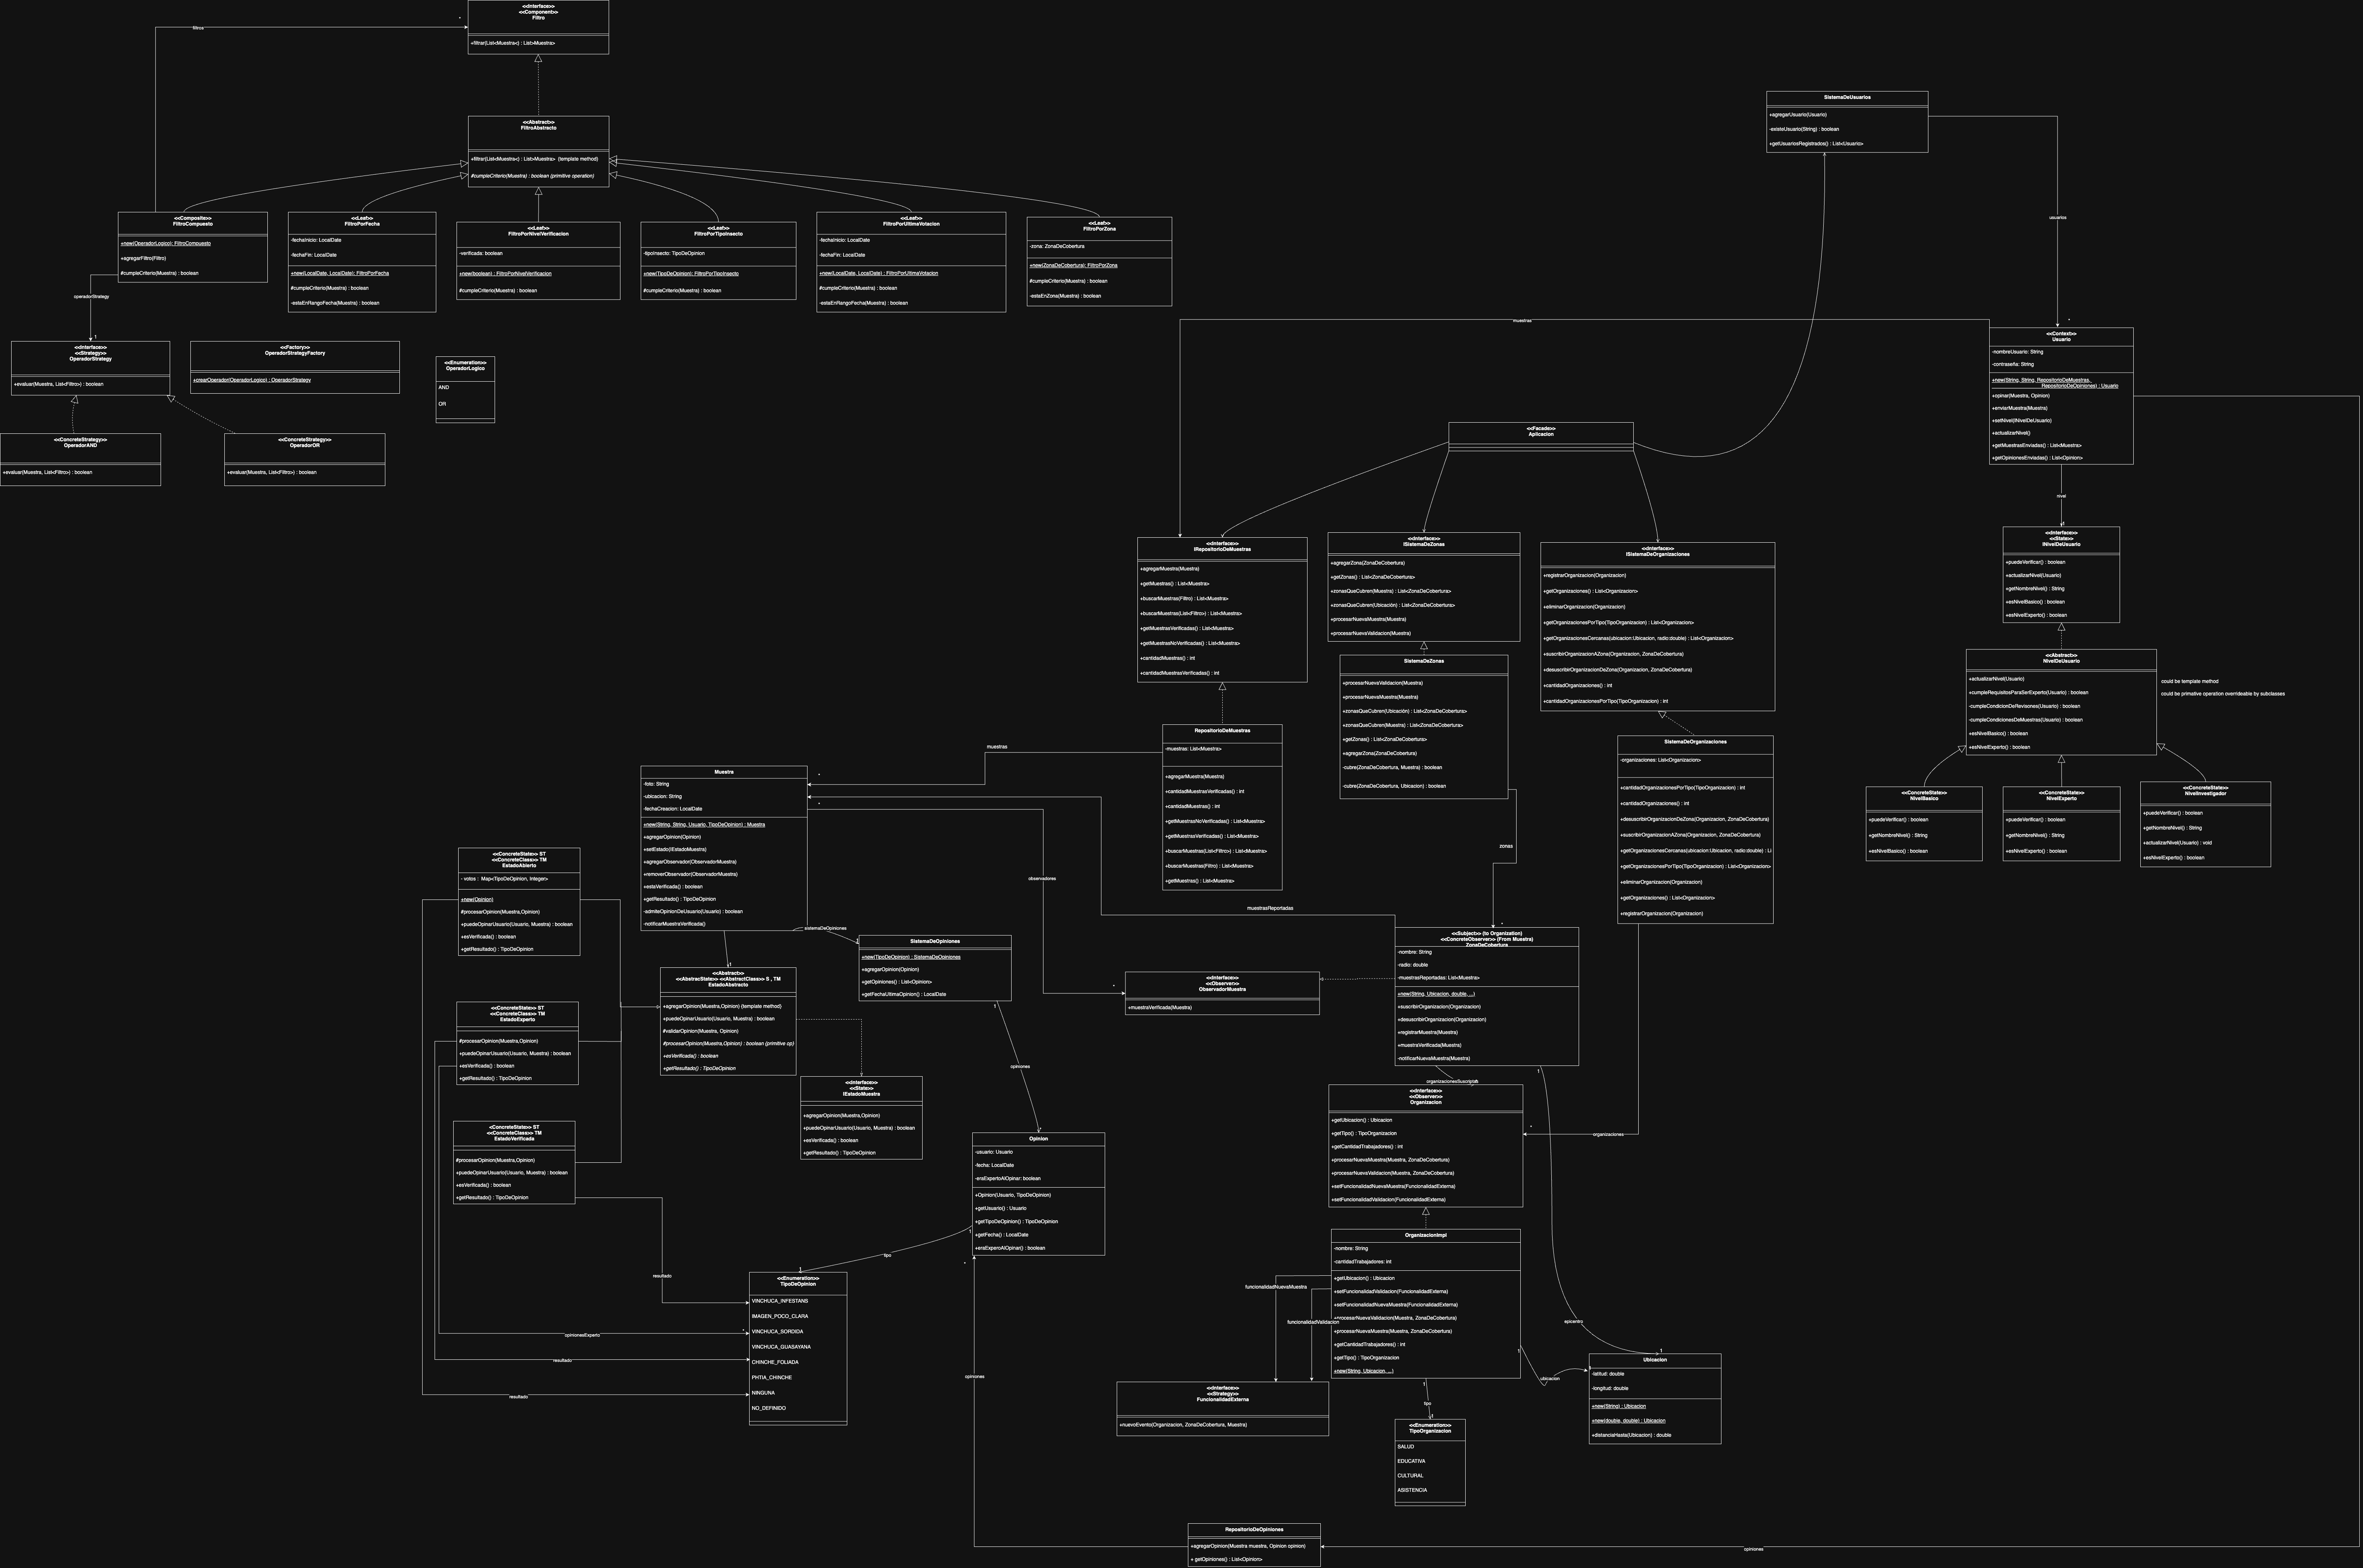 <<Interface>>
<<Component>>
Filtro
+filtrar(List<Muestra<) : List>Muestra>
filtros
*
<<Abstract>>
FiltroAbstracto
+filtrar(List<Muestra<) : List>Muestra> (template method)
#cumpleCriterio(Muestra) : boolean (primitive operation)
<<Composite>>
FiltroCompuesto
+new(OperadorLogico): FiltroCompuesto
+agregarFiltro(Filtro)
#cumpleCriterio(Muestra) : boolean
<<Leaf>>
FiltroPorFecha
-fechaInicio: LocalDate
-fechaFin: LocalDate
+new(LocalDate, LocalDate): FiltroPorFecha
#cumpleCriterio(Muestra) : boolean
-estaEnRangoFecha(Muestra) : boolean
<<Leaf>>
FiltroPorNivelVerificacion
-verificada: boolean
+new(boolean) : FiltroPorNivelVerificacion
#cumpleCriterio(Muestra) : boolean
<<Leaf>>
FiltroPorTipoInsecto
-tipoInsecto: TipoDeOpinion
+new(TipoDeOpinion): FiltroPorTipoInsecto
#cumpleCriterio(Muestra) : boolean
<<Leaf>>
FiltroPorUltimaVotacion
-fechaInicio: LocalDate
-fechaFin: LocalDate
+new(LocalDate, LocalDate) : FiltroPorUltimaVotacion
#cumpleCriterio(Muestra) : boolean
-estaEnRangoFecha(Muestra) : boolean
<<Leaf>>
FiltroPorZona
-zona: ZonaDeCobertura
+new(ZonaDeCobertura): FiltroPorZona
#cumpleCriterio(Muestra) : boolean
-estaEnZona(Muestra) : boolean
operadorStrategy
1
<<Interface>>
<<Strategy>>
OperadorStrategy
+evaluar(Muestra, List<Filtro>) : boolean
<<Factory>>
OperadorStrategyFactory
+crearOperador(OperadorLogico) : OperadorStrategy
<<Enumeration>>
OperadorLogico
AND
OR
<<ConcreteStrategy>>
OperadorAND
+evaluar(Muestra, List<Filtro>) : boolean
<<ConcreteStrategy>>
OperadorOR
+evaluar(Muestra, List<Filtro>) : boolean
SistemaDeUsuarios
+agregarUsuario(Usuario)
-existeUsuario(String) : boolean
+getUsuariosRegistrados() : List<Usuario>
usuarios
*
muestras
<<Context>>
Usuario
-nombreUsuario: String
-contraseña: String
+new(String, String, RepositorioDeMuestras,
RepositorioDeOpiniones) : Usuario
+opinar(Muestra, Opinion)
+enviarMuestra(Muestra)
+setNivel(INivelDeUsuario)
+actualizarNivel()
+getMuestrasEnviadas() : List<Muestra>
+getOpinionesEnviadas() : List<Opinion>
nivel
1
<<Interface>>
<<State>>
INivelDeUsuario
+puedeVerificar() : boolean
+actualizarNivel(Usuario)
+getNombreNivel() : String
+esNivelBasico() : boolean
+esNivelExperto() : boolean
<<Abstract>>
NivelDeUsuario
+actualizarNivel(Usuario)
+cumpleRequisitosParaSerExperto(Usuario) : boolean
-cumpleCondicionDeRevisones(Usuario) : boolean
-cumpleCondicionesDeMuestras(Usuario) : boolean
+esNivelBasico() : boolean
+esNivelExperto() : boolean
could be template method
could be primative operation overrideable by subclasses
<<ConcreteState>>
NivelBasico
+puedeVerificar() : boolean
+getNombreNivel() : String
+esNivelBasico() : boolean
<<ConcreteState>>
NivelExperto
+puedeVerificar() : boolean
+getNombreNivel() : String
+esNivelExperto() : boolean
<<ConcreteState>>
NivelInvestigador
+puedeVerificar() : boolean
+getNombreNivel() : String
+actualizarNivel(Usuario) : void
+esNivelExperto() : boolean
<<Facade>>
Aplicacion
<<Interface>>
IRepositorioDeMuestras
+agregarMuestra(Muestra)
+getMuestras() : List<Muestra>
+buscarMuestras(Filtro) : List<Muestra>
+buscarMuestras(List<Filtro>) : List<Muestra>
+getMuestrasVerificadas() : List<Muestra>
+getMuestrasNoVerificadas() : List<Muestra>
+cantidadMuestras() : int
+cantidadMuestrasVerificadas() : int
<<Interface>>
ISistemaDeZonas
+agregarZona(ZonaDeCobertura)
+getZonas() : List<ZonaDeCobertura>
+zonasQueCubren(Muestra) : List<ZonaDeCobertura>
+zonasQueCubren(Ubicación) : List<ZonaDeCobertura>
+procesarNuevaMuestra(Muestra)
+procesarNuevaValidacion(Muestra)
<<Interface>>
ISistemaDeOrganizaciones
+registrarOrganizacion(Organizacion)
+getOrganizaciones() : List<Organizacion>
+eliminarOrganizacion(Organizacion)
+getOrganizacionesPorTipo(TipoOrganizacion) : List<Organizacion>
+getOrganizacionesCercanas(ubicacion:Ubicacion, radio:double) : List<Organizacion>
+suscribirOrganizacionAZona(Organizacion, ZonaDeCobertura)
+desuscribirOrganizacionDeZona(Organizacion, ZonaDeCobertura)
+cantidadOrganizaciones() : int
+cantidadOrganizacionesPorTipo(TipoOrganizacion) : int
SistemaDeZonas
+procesarNuevaValidacion(Muestra)
+procesarNuevaMuestra(Muestra)
+zonasQueCubren(Ubicación) : List<ZonaDeCobertura>
+zonasQueCubren(Muestra) : List<ZonaDeCobertura>
+getZonas() : List<ZonaDeCobertura>
+agregarZona(ZonaDeCobertura)
-cubre(ZonaDeCobertura, Muestra) : boolean
-cubre(ZonaDeCobertura, Ubicacion) : boolean
zonas
*
RepositorioDeMuestras
-muestras: List<Muestra>
+agregarMuestra(Muestra)
+cantidadMuestrasVerificadas() : int
+cantidadMuestras() : int
+getMuestrasNoVerificadas() : List<Muestra>
+getMuestrasVerificadas() : List<Muestra>
+buscarMuestras(List<Filtro>) : List<Muestra>
+buscarMuestras(Filtro) : List<Muestra>
+getMuestras() : List<Muestra>
SistemaDeOrganizaciones
-organizaciones: List<Organizacion>
+cantidadOrganizacionesPorTipo(TipoOrganizacion) : int
+cantidadOrganizaciones() : int
+desuscribirOrganizacionDeZona(Organizacion, ZonaDeCobertura)
+suscribirOrganizacionAZona(Organizacion, ZonaDeCobertura)
+getOrganizacionesCercanas(ubicacion:Ubicacion, radio:double) : Li
+getOrganizacionesPorTipo(TipoOrganizacion) : List<Organizacion>
+eliminarOrganizacion(Organizacion)
+getOrganizaciones() : List<Organizacion>
+registrarOrganizacion(Organizacion)
muestras
*
*
Muestra
-foto: String
-ubicacion: String
-fechaCreacion: LocalDate
+new(String, String, Usuario, TipoDeOpinion) : Muestra
+agregarOpinion(Opinion)
+setEstado(IEstadoMuestra)
+agregarObservador(ObservadorMuestra)
+removerObservador(ObservadorMuestra)
+estaVerificada() : boolean
+getResultado() : TipoDeOpinion
-admiteOpinionDeUsuario(Usuario) : boolean
-notificarMuestraVerificada()
observadores
*
muestrasReportadas
sistemaDeOpiniones
1
1
<<ConcreteState>> ST
<<ConcreteClass>> TM
EstadoAbierto
- votos : Map<TipoDeOpinion, Integer>
+new(Opinion)
#procesarOpinion(Muestra,Opinion)
+puedeOpinarUsuario(Usuario, Muestra) : boolean
+esVerificada() : boolean
+getResultado() : TipoDeOpinion
<<ConcreteState>> ST
<<ConcreteClass>> TM
EstadoExperto
#procesarOpinion(Muestra,Opinion)
+puedeOpinarUsuario(Usuario, Muestra) : boolean
+esVerificada() : boolean
+getResultado() : TipoDeOpinion
<ConcreteState>> ST
<<ConcreteClass>> TM
EstadoVerificada
#procesarOpinion(Muestra,Opinion)
+puedeOpinarUsuario(Usuario, Muestra) : boolean
+esVerificada() : boolean
+getResultado() : TipoDeOpinion
<<Abstract>>
<<AbstracState>> <<AbstractClass>> S , TM
EstadoAbstracto
+agregarOpinion(Muestra,Opinion) (template method)
+puedeOpinarUsuario(Usuario, Muestra) : boolean
#validarOpinion(Muestra, Opinion)
#procesarOpinion(Muestra,Opinion) : boolean (primitive op)
+esVerificada() : boolean
+getResultado() : TipoDeOpinion
<<Interface>>
<<State>>
IEstadoMuestra
+agregarOpinion(Muestra,Opinion)
+puedeOpinarUsuario(Usuario, Muestra) : boolean
+esVerificada() : boolean
+getResultado() : TipoDeOpinion
SistemaDeOpiniones
+new(TipoDeOpinion) : SistemaDeOpiniones
+agregarOpinion(Opinion)
+getOpiniones() : List<Opinion>
+getFechaUltimaOpinion() : LocalDate
1
opiniones
*
<<Interface>>
<<Observer>>
ObservadorMuestra
+muestraVerificada(Muestra)
<<Subject>> (to Organization)
<<ConcreteObserver>> (From Muestra)
ZonaDeCobertura
-nombre: String
-radio: double
-muestrasReportadas: List<Muestra>
+new(String, Ubicacion, double, ...)
+suscribirOrganizacion(Organizacion)
+desuscribirOrganizacion(Organizacion)
+registrarMuestra(Muestra)
+muestraVerificada(Muestra)
-notificarNuevaMuestra(Muestra)
organizacionesSuscriptas
1
<<Interface>>
<<Observer>>
Organizacion
+getUbicacion() : Ubicacion
+getTipo() : TipoOrganizacion
+getCantidadTrabajadores() : int
+procesarNuevaMuestra(Muestra, ZonaDeCobertura)
+procesarNuevaValidacion(Muestra, ZonaDeCobertura)
+setFuncionalidadNuevaMuestra(FuncionalidadExterna)
+setFuncionalidadValidacion(FuncionalidadExterna)
*
organizaciones
Opinion
-usuario: Usuario
-fecha: LocalDate
-eraExpertoAlOpinar: boolean
+Opinion(Usuario, TipoDeOpinion)
+getUsuario() : Usuario
+getTipoDeOpinion() : TipoDeOpinion
+getFecha() : LocalDate
+eraExperoAlOpinar() : boolean
1
tipo
1
*
<<Enumeration>>
TipoDeOpinion
VINCHUCA_INFESTANS
IMAGEN_POCO_CLARA
VINCHUCA_SORDIDA
VINCHUCA_GUASAYANA
CHINCHE_FOLIADA
PHTIA_CHINCHE
NINGUNA
NO_DEFINIDO
resultado
opinionesExperto
*
resultado
resultado
OrganizacionImpl
-nombre: String
-cantidadTrabajadores: int
+getUbicacion() : Ubicacion
+setFuncionalidadValidacion(FuncionalidadExterna)
+setFuncionalidadNuevaMuestra(FuncionalidadExterna)
+procesarNuevaValidacion(Muestra, ZonaDeCobertura)
+procesarNuevaMuestra(Muestra, ZonaDeCobertura)
+getCantidadTrabajadores() : int
+getTipo() : TipoOrganizacion
+new(String, Ubicacion, ...)
funcionalidadNuevaMuestra
funcionalidadValidacion
<<Interface>>
<<Strategy>>
FuncionalidadExterna
+nuevoEvento(Organizacion, ZonaDeCobertura, Muestra)
1
tipo
1
<<Enumeration>>
TipoOrganizacion
SALUD
EDUCATIVA
CULTURAL
ASISTENCIA
1
ubicacion
1
epicentro
1
Ubicacion
-latitud: double
-longitud: double
+new(String) : Ubicacion
+new(double, double) : Ubicacion
+distanciaHasta(Ubicacion) : double
opiniones
RepositorioDeOpiniones
+agregarOpinion(Muestra muestra, Opinion opinion)
+ getOpiniones() : List<Opinion>
opiniones